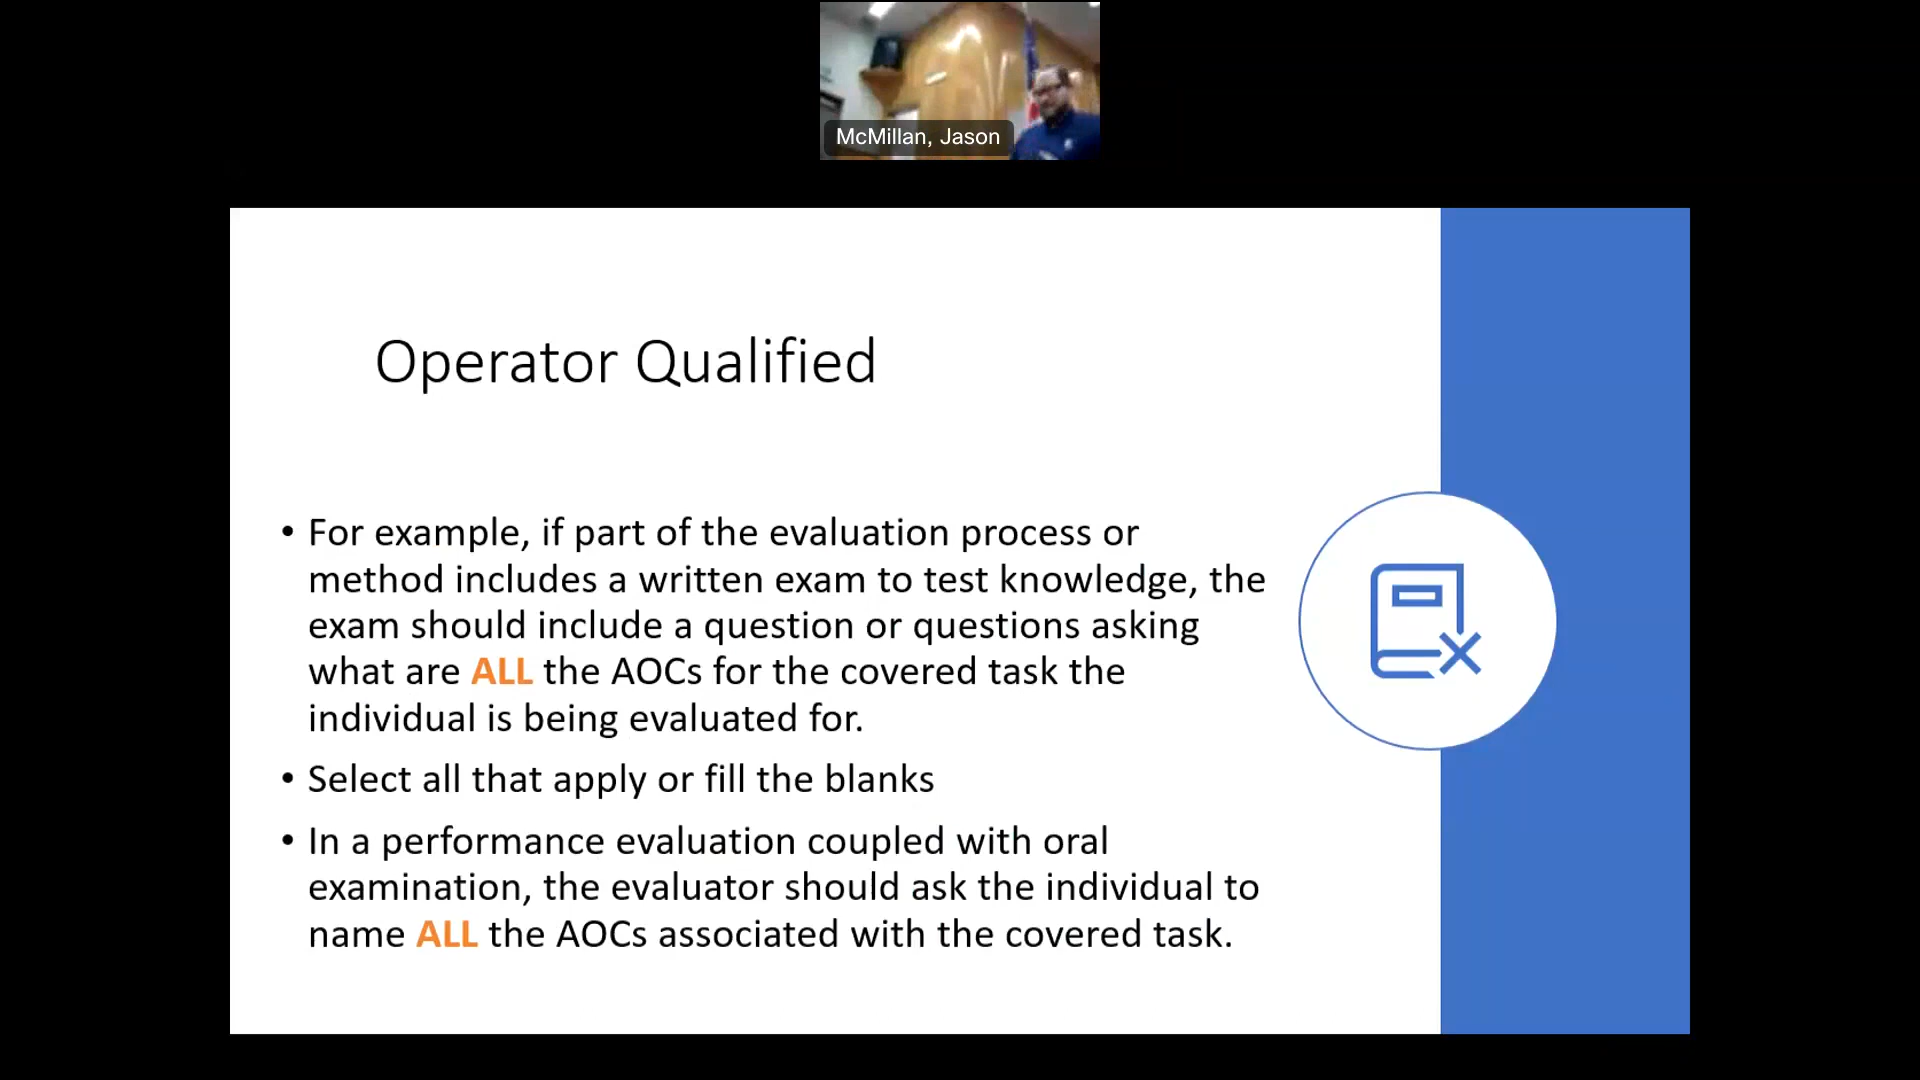 McMillan, Jason
Operator Qualified
• For example, if part of the evaluation process or
method includes a written exam to test knowledge, the
exam should include a question or questions asking
what are ALL the AOCs for the covered task the
individual is being evaluated for.
• Select all that apply or fill the blanks
• In a performance evaluation coupled with oral
examination, the evaluator should ask the individual to
name ALL the AOCs associated with the covered task.